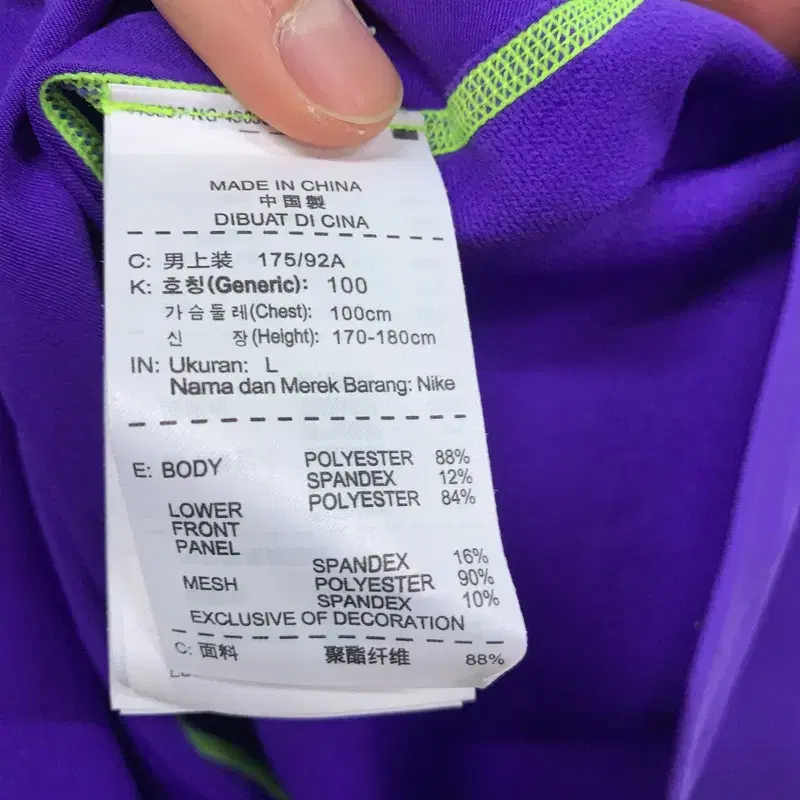 MADE IN CHINA
中国製
DIBUAT DI CINA
C: 男上装 175/92A
K: 호칭(Generic): 100
가슴둘레(Chest): 100cm
신 장(Height): 170-180cm
IN: Ukuran: L
Nama dan Merek Barang: Nike
E: BODY POLYESTER 88%
SPANDEX 12%
LOWER POLYESTER 84%
FRONT
PANEL
SPANDEX 16%
MESH POLYESTER 90%
SPANDEX 10%
EXCLUSIVE OF DECORATION
C: 面料 聚酯纤维 88%